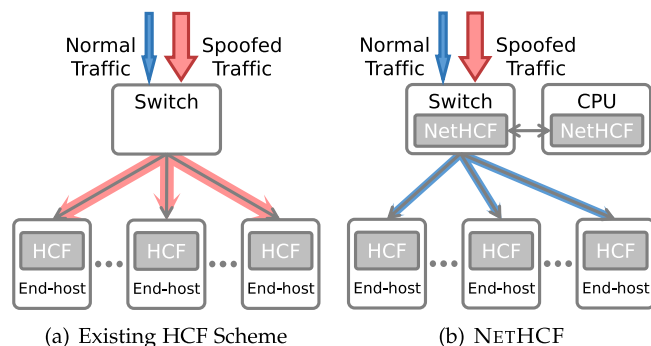 Normal Traffic
Spoofed Traffic
Switch
HCF
End-host
HCF
End-host
HCF
End-host
(a) Existing HCF Scheme
Normal Traffic
Spoofed Traffic
Switch
NetHCF
CPU
NetHCF
HCF
End-host
HCF
End-host
HCF
End-host
(b) NETHCF